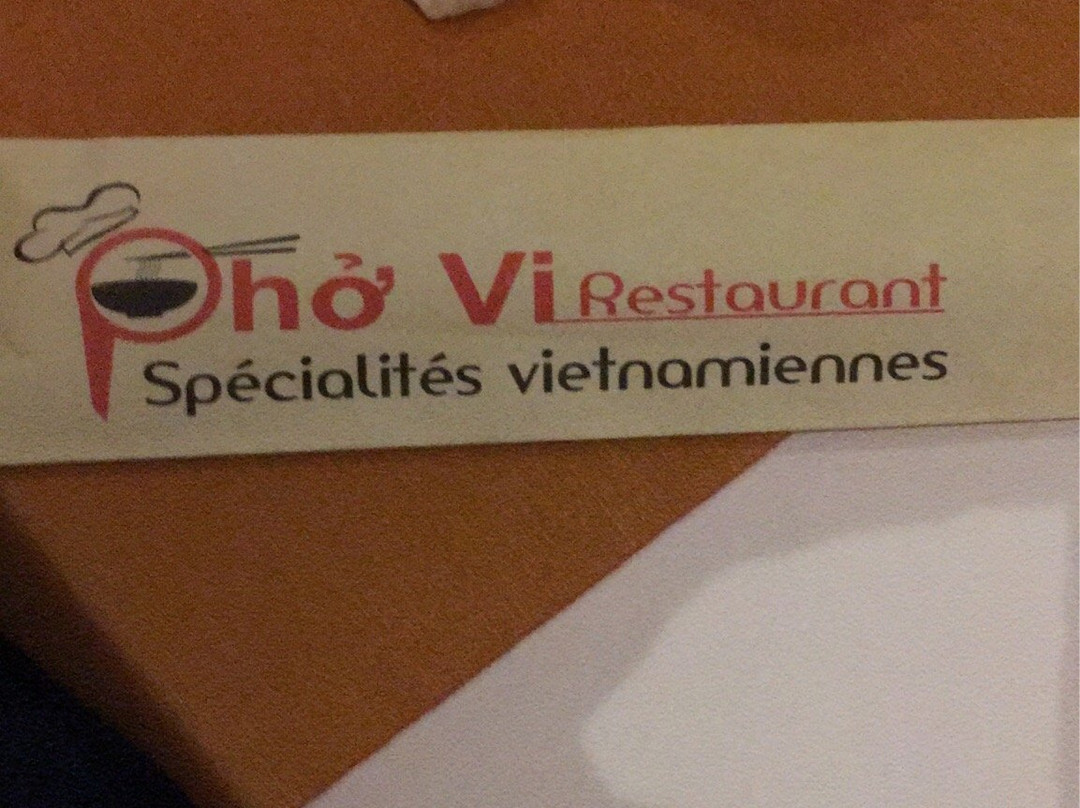 Phở Vi Restaurant
Spécialités vietnamiennes